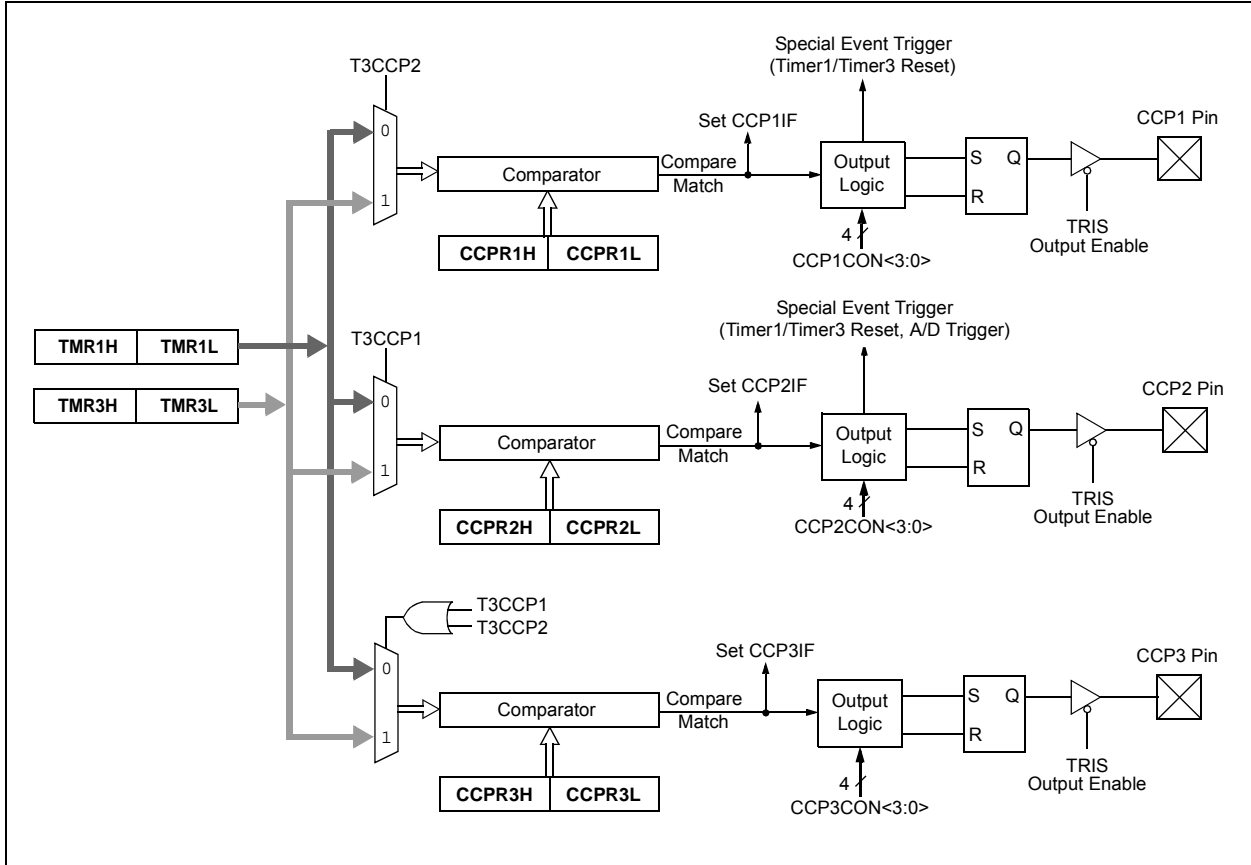 Special Event Trigger
(Timer1/Timer3 Reset)
T3CCP2
CCP1 Pin
Set CCP1IF
0
1
Comparator
Compare
Match
Output
Logic
S
Q
R
TRIS
Output Enable
CCPR1H
CCPR1L
4
CCP1CON<3:0>
Special Event Trigger
(Timer1/Timer3 Reset, A/D Trigger)
TMR1H
TMR1L
TMR3H
TMR3L
T3CCP1
CCP2 Pin
Set CCP2IF
0
1
Comparator
Compare
Match
Output
Logic
S
Q
R
TRIS
Output Enable
CCPR2H
CCPR2L
4
CCP2CON<3:0>
T3CCP1
T3CCP2
CCP3 Pin
Set CCP3IF
0
1
Comparator
Compare
Match
Output
Logic
S
Q
R
TRIS
Output Enable
CCPR3H
CCPR3L
4
CCP3CON<3:0>